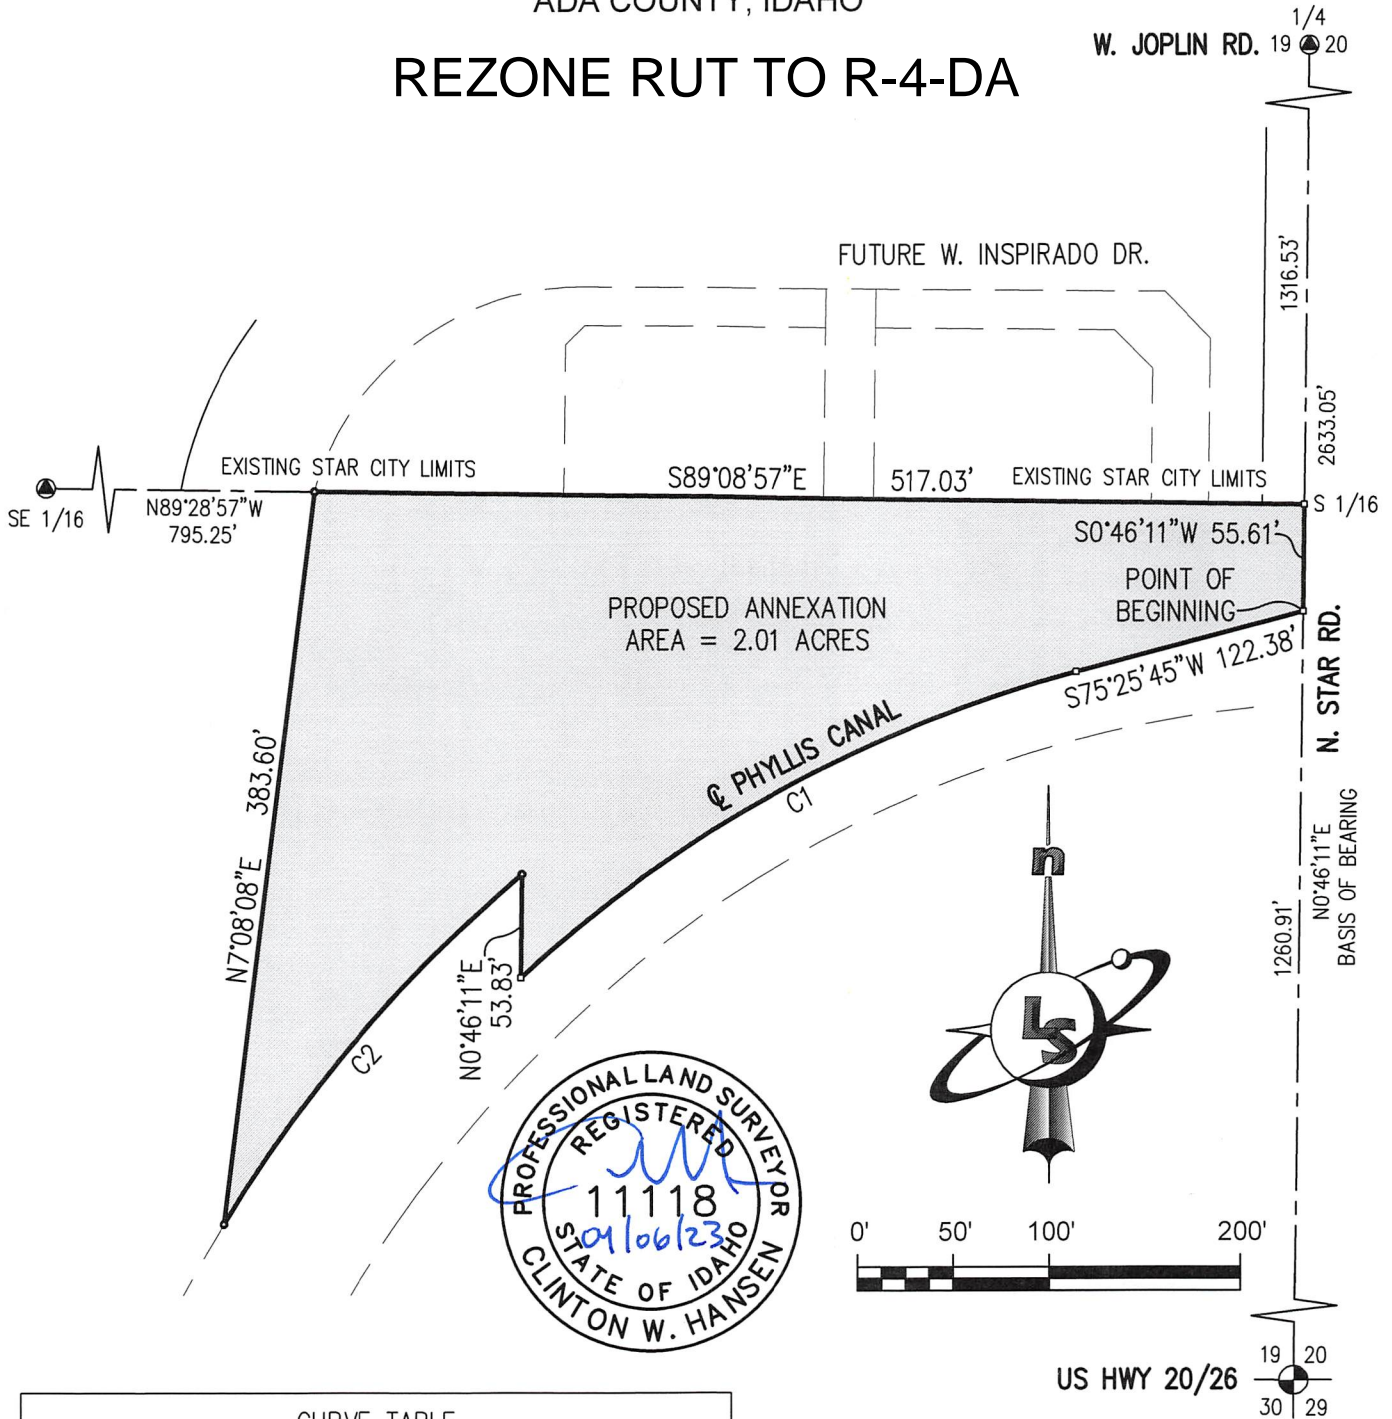 ADA COUNTY, IDAHO
REZONE RUT TO R-4-DA
1/4
W. JOPLIN RD. 19 20
1316.53'
2633.05'
FUTURE W. INSPIRADO DR.
EXISTING STAR CITY LIMITS
S89°08'57"E 517.03'
EXISTING STAR CITY LIMITS
SE 1/16
N89°28'57"W
795.25'
S 1/16
S0°46'11"W 55.61'
POINT OF
BEGINNING
PROPOSED ANNEXATION
AREA = 2.01 ACRES
S75°25'45"W 122.38'
N. STAR RD.
℄ PHYLLIS CANAL
C1
N7°08'08"E 383.60'
N0°46'11"E
53.83'
C2
1260.91'
N0°46'11"E
BASIS OF BEARING
n
LS
PROFESSIONAL LAND SURVEYOR
REGISTERED
11118
STATE OF IDAHO
CLINTON W. HANSEN
0' 50' 100' 200'
US HWY 20/26
19 20
30 29
CURVE TABLE